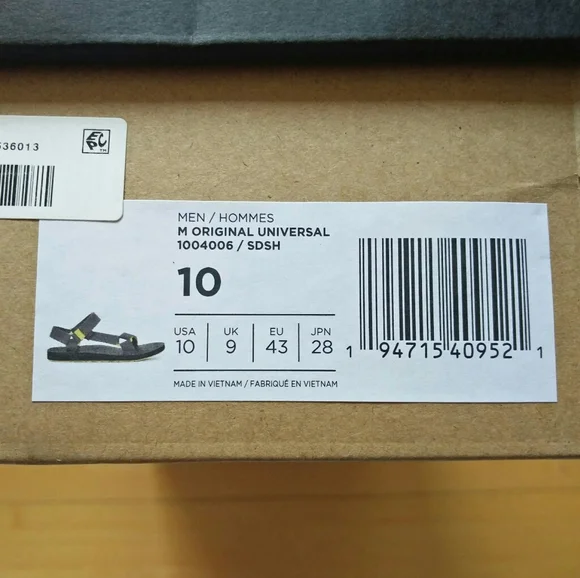 536013
EPC™
MEN / HOMMES
M ORIGINAL UNIVERSAL
1004006 / SDSH
10
USA UK EU JPN
10 9 43 28
MADE IN VIETNAM / FABRIQUÉ EN VIETNAM
1 94715 40952 1